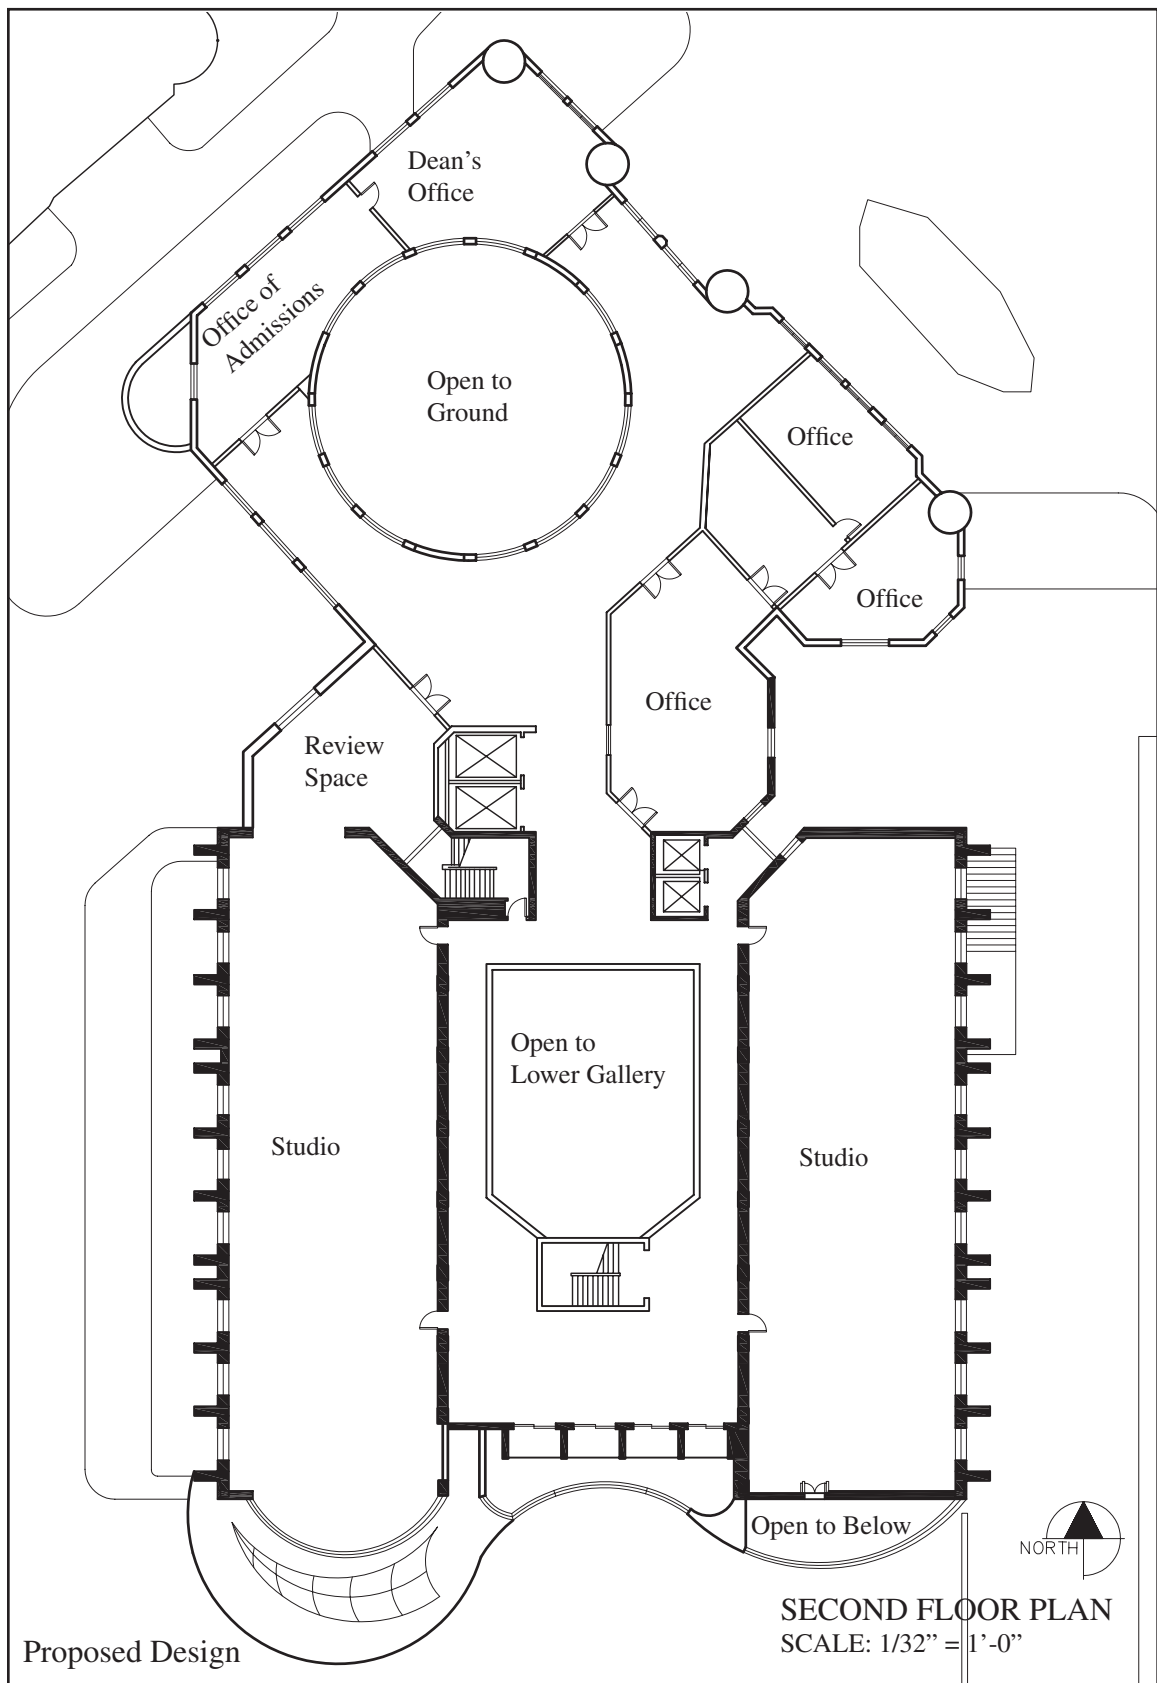 Dean's
Office
Office of
Admissions
Open to
Ground
Office
Office
Office
Review
Space
Open to
Lower Gallery
Studio
Studio
Open to Below
NORTH
SECOND FLOOR PLAN
SCALE: 1/32” = 1’-0”
Proposed Design